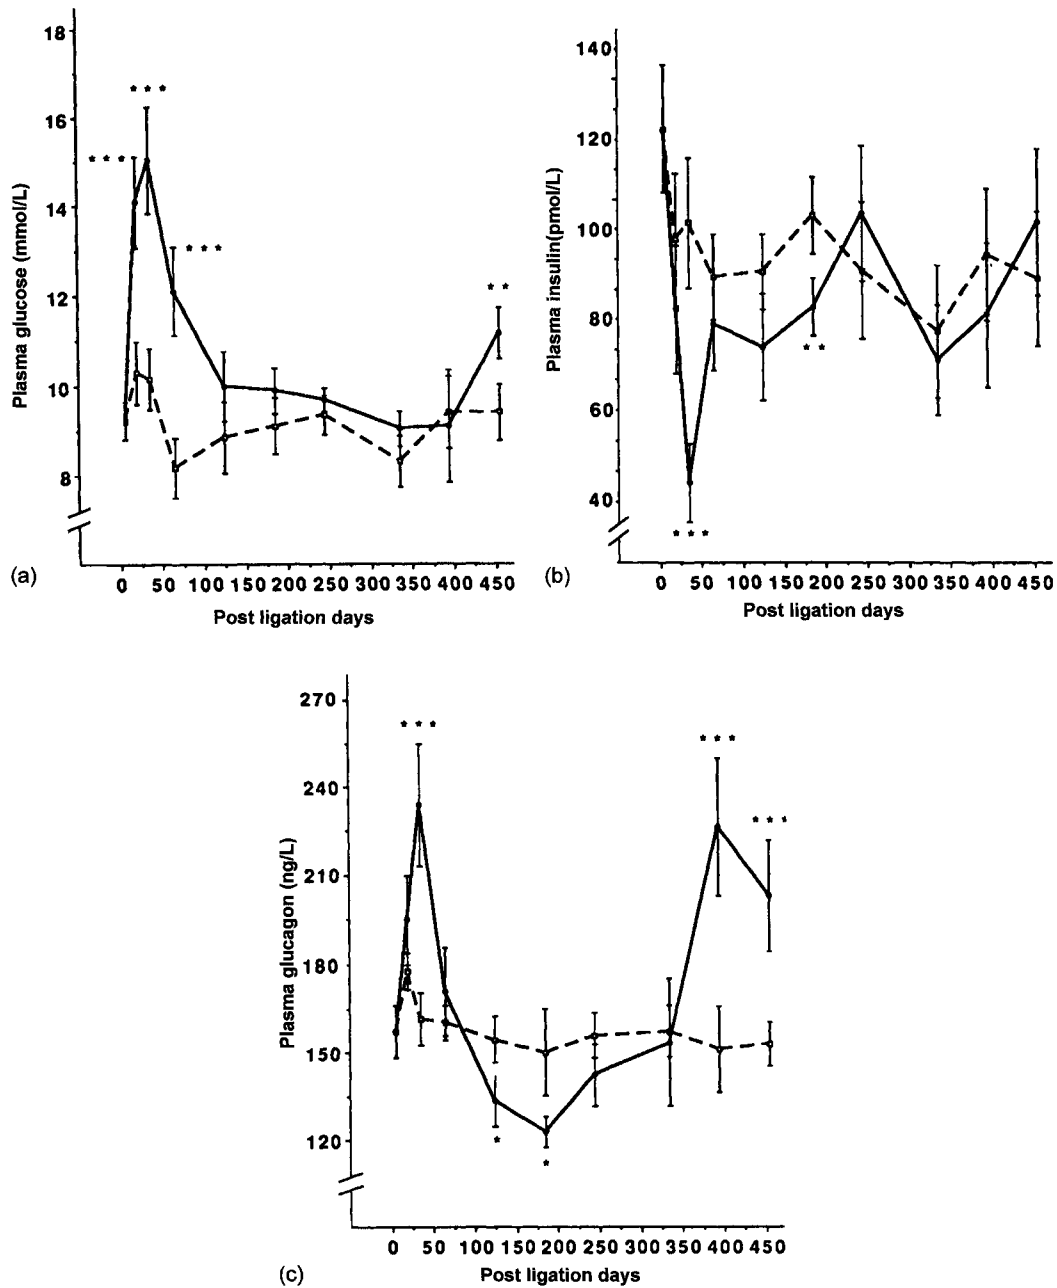 18
16
14
12
10
8
Plasma glucose (mmol/L)
* * *
* * *
* * *
* *
0 50 100 150 200 250 300 350 400 450
Post ligation days
(a)
140
120
100
80
60
40
Plasma insulin(pmol/L)
* *
* * *
0 50 100 150 200 250 300 350 400 450
Post ligation days
(b)
270
240
210
180
150
120
Plasma glucagon (ng/L)
* * *
* * *
* * *
*
*
0 50 100 150 200 250 300 350 400 450
Post ligation days
(c)